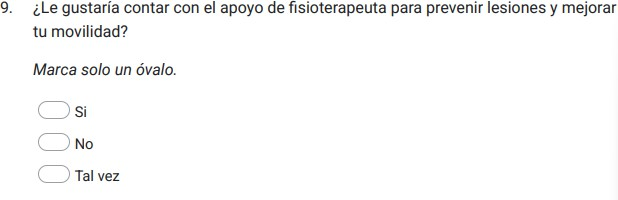 9. ¿Le gustaría contar con el apoyo de fisioterapeuta para prevenir lesiones y mejorar
tu movilidad?
Marca solo un óvalo.
Si
No
Tal vez